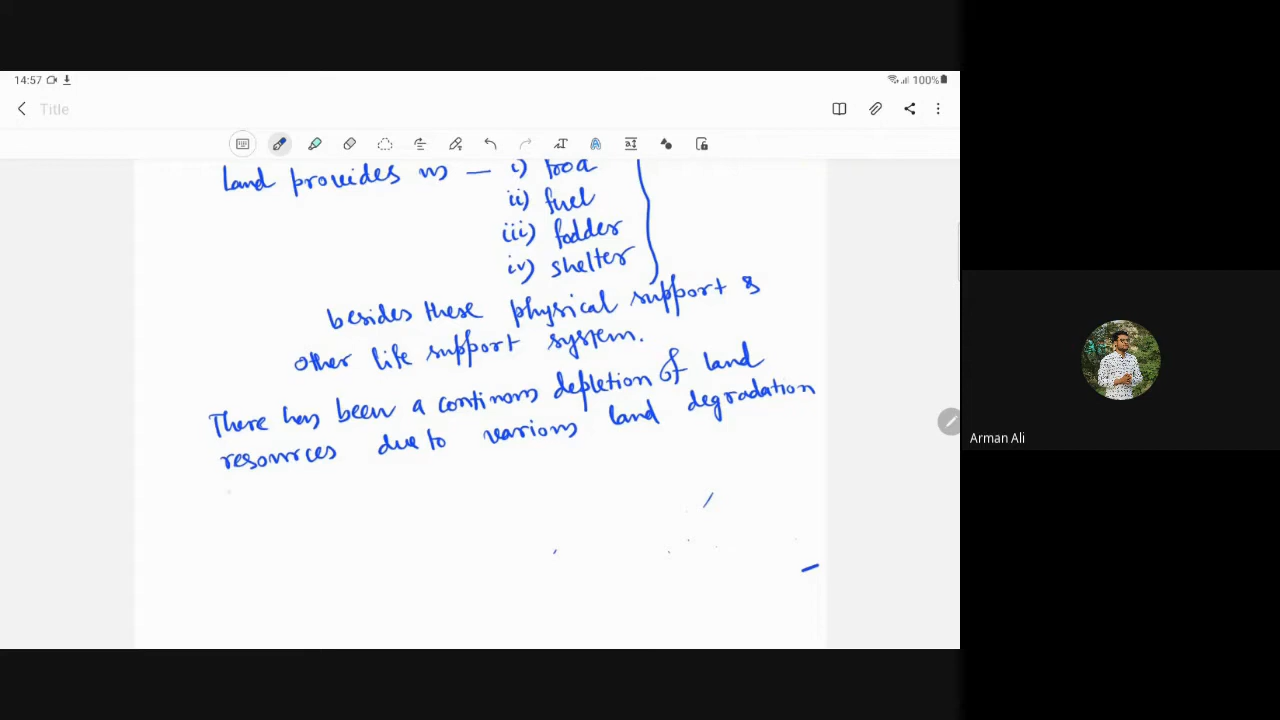 14:57
100%
Title
land provides us — i) food
ii) fuel
iii) fodder
iv) shelter
besides these physical support &
other life support system.
There has been a continous depletion of land
resources due to various land degradation
Arman Ali